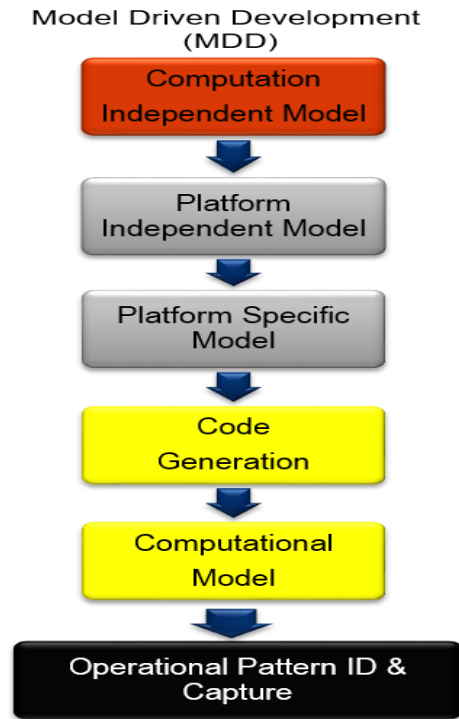 Model Driven Development
(MDD)
Computation
Independent Model
Platform
Independent Model
Platform Specific
Model
Code
Generation
Computational
Model
Operational Pattern ID &
Capture